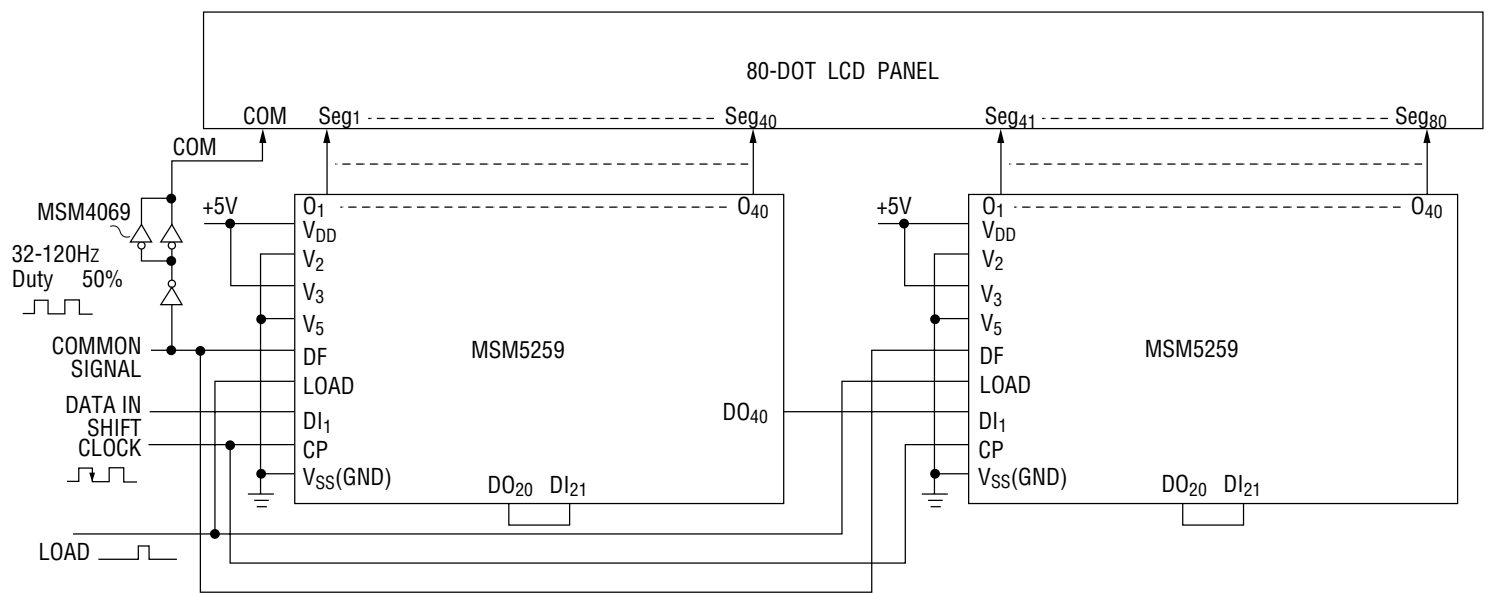 80-DOT LCD PANEL
COM Seg1 Seg40 Seg41 Seg80
COM
MSM4069
32-120Hz
Duty 50%
COMMON
SIGNAL
DATA IN
SHIFT
CLOCK
LOAD
+5V
O1 O40
VDD
V2
V3
V5
DF
LOAD
DI1
CP
VSS(GND)
MSM5259
DO40
DO20 DI21
+5V
O1 O40
VDD
V2
V3
V5
DF
LOAD
DI1
CP
VSS(GND)
MSM5259
DO20 DI21